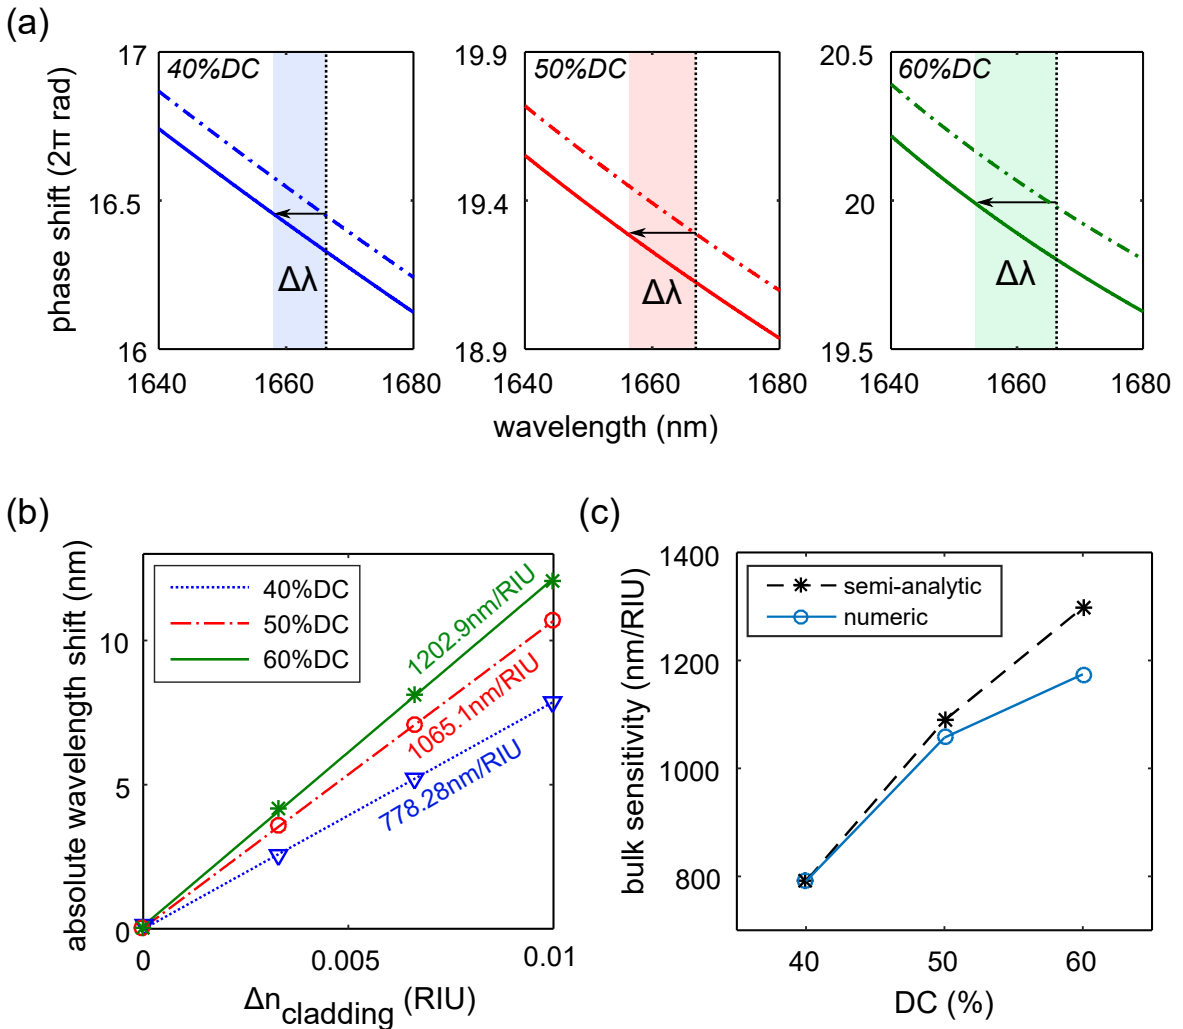 (a)
40%DC
50%DC
60%DC
phase shift (2π rad)
17
16.5
16
1640
1660
1680
Δλ
19.9
19.4
18.9
1640
1660
1680
Δλ
20.5
20
19.5
1640
1660
1680
Δλ
wavelength (nm)
(b)
absolute wavelength shift (nm)
10
5
0
0
0.005
0.01
40%DC
50%DC
60%DC
1202.9nm/RIU
1065.1nm/RIU
778.28nm/RIU
Δn cladding (RIU)
(c)
bulk sensitivity (nm/RIU)
1400
1200
1000
800
semi-analytic
numeric
40
50
60
DC (%)